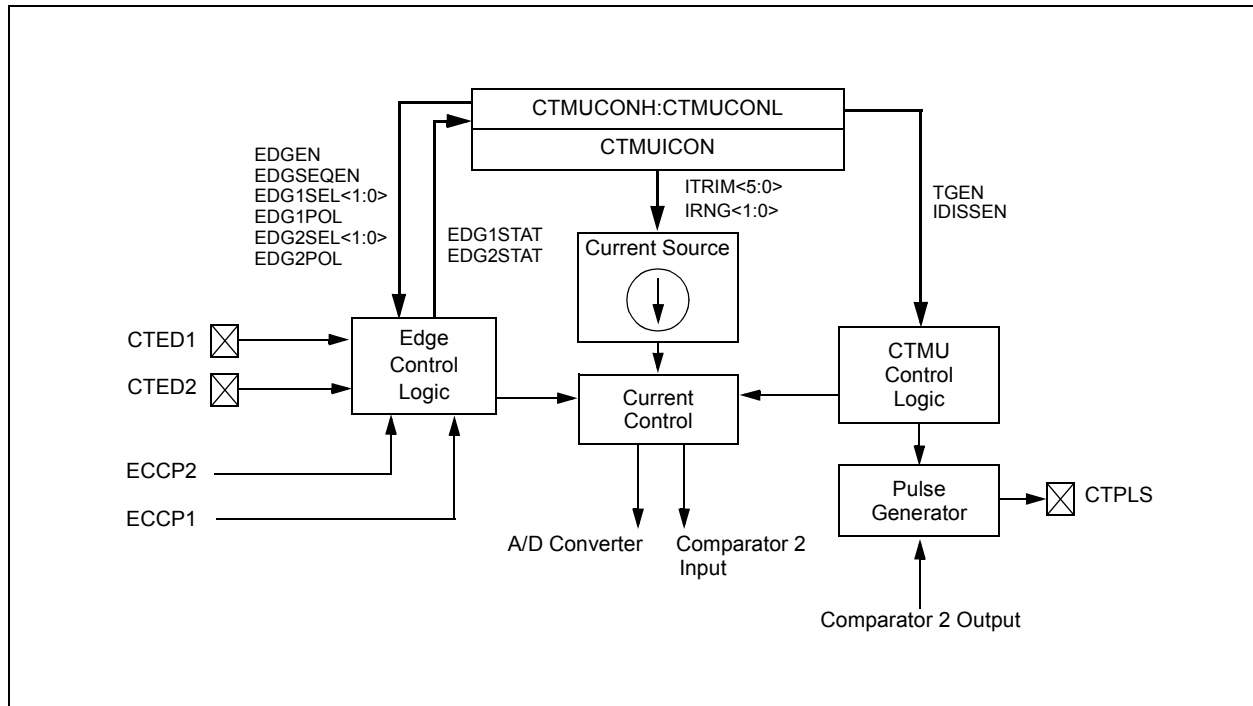 CTMUCONH:CTMUCONL
CTMUICON
EDGEN
EDGSEQEN
EDG1SEL<1:0>
EDG1POL
EDG2SEL<1:0>
EDG2POL
EDG1STAT
EDG2STAT
ITRIM<5:0>
IRNG<1:0>
TGEN
IDISSEN
Current Source
CTED1
CTED2
Edge
Control
Logic
Current
Control
CTMU
Control
Logic
ECCP2
ECCP1
Pulse
Generator
CTPLS
A/D Converter
Comparator 2
Input
Comparator 2 Output